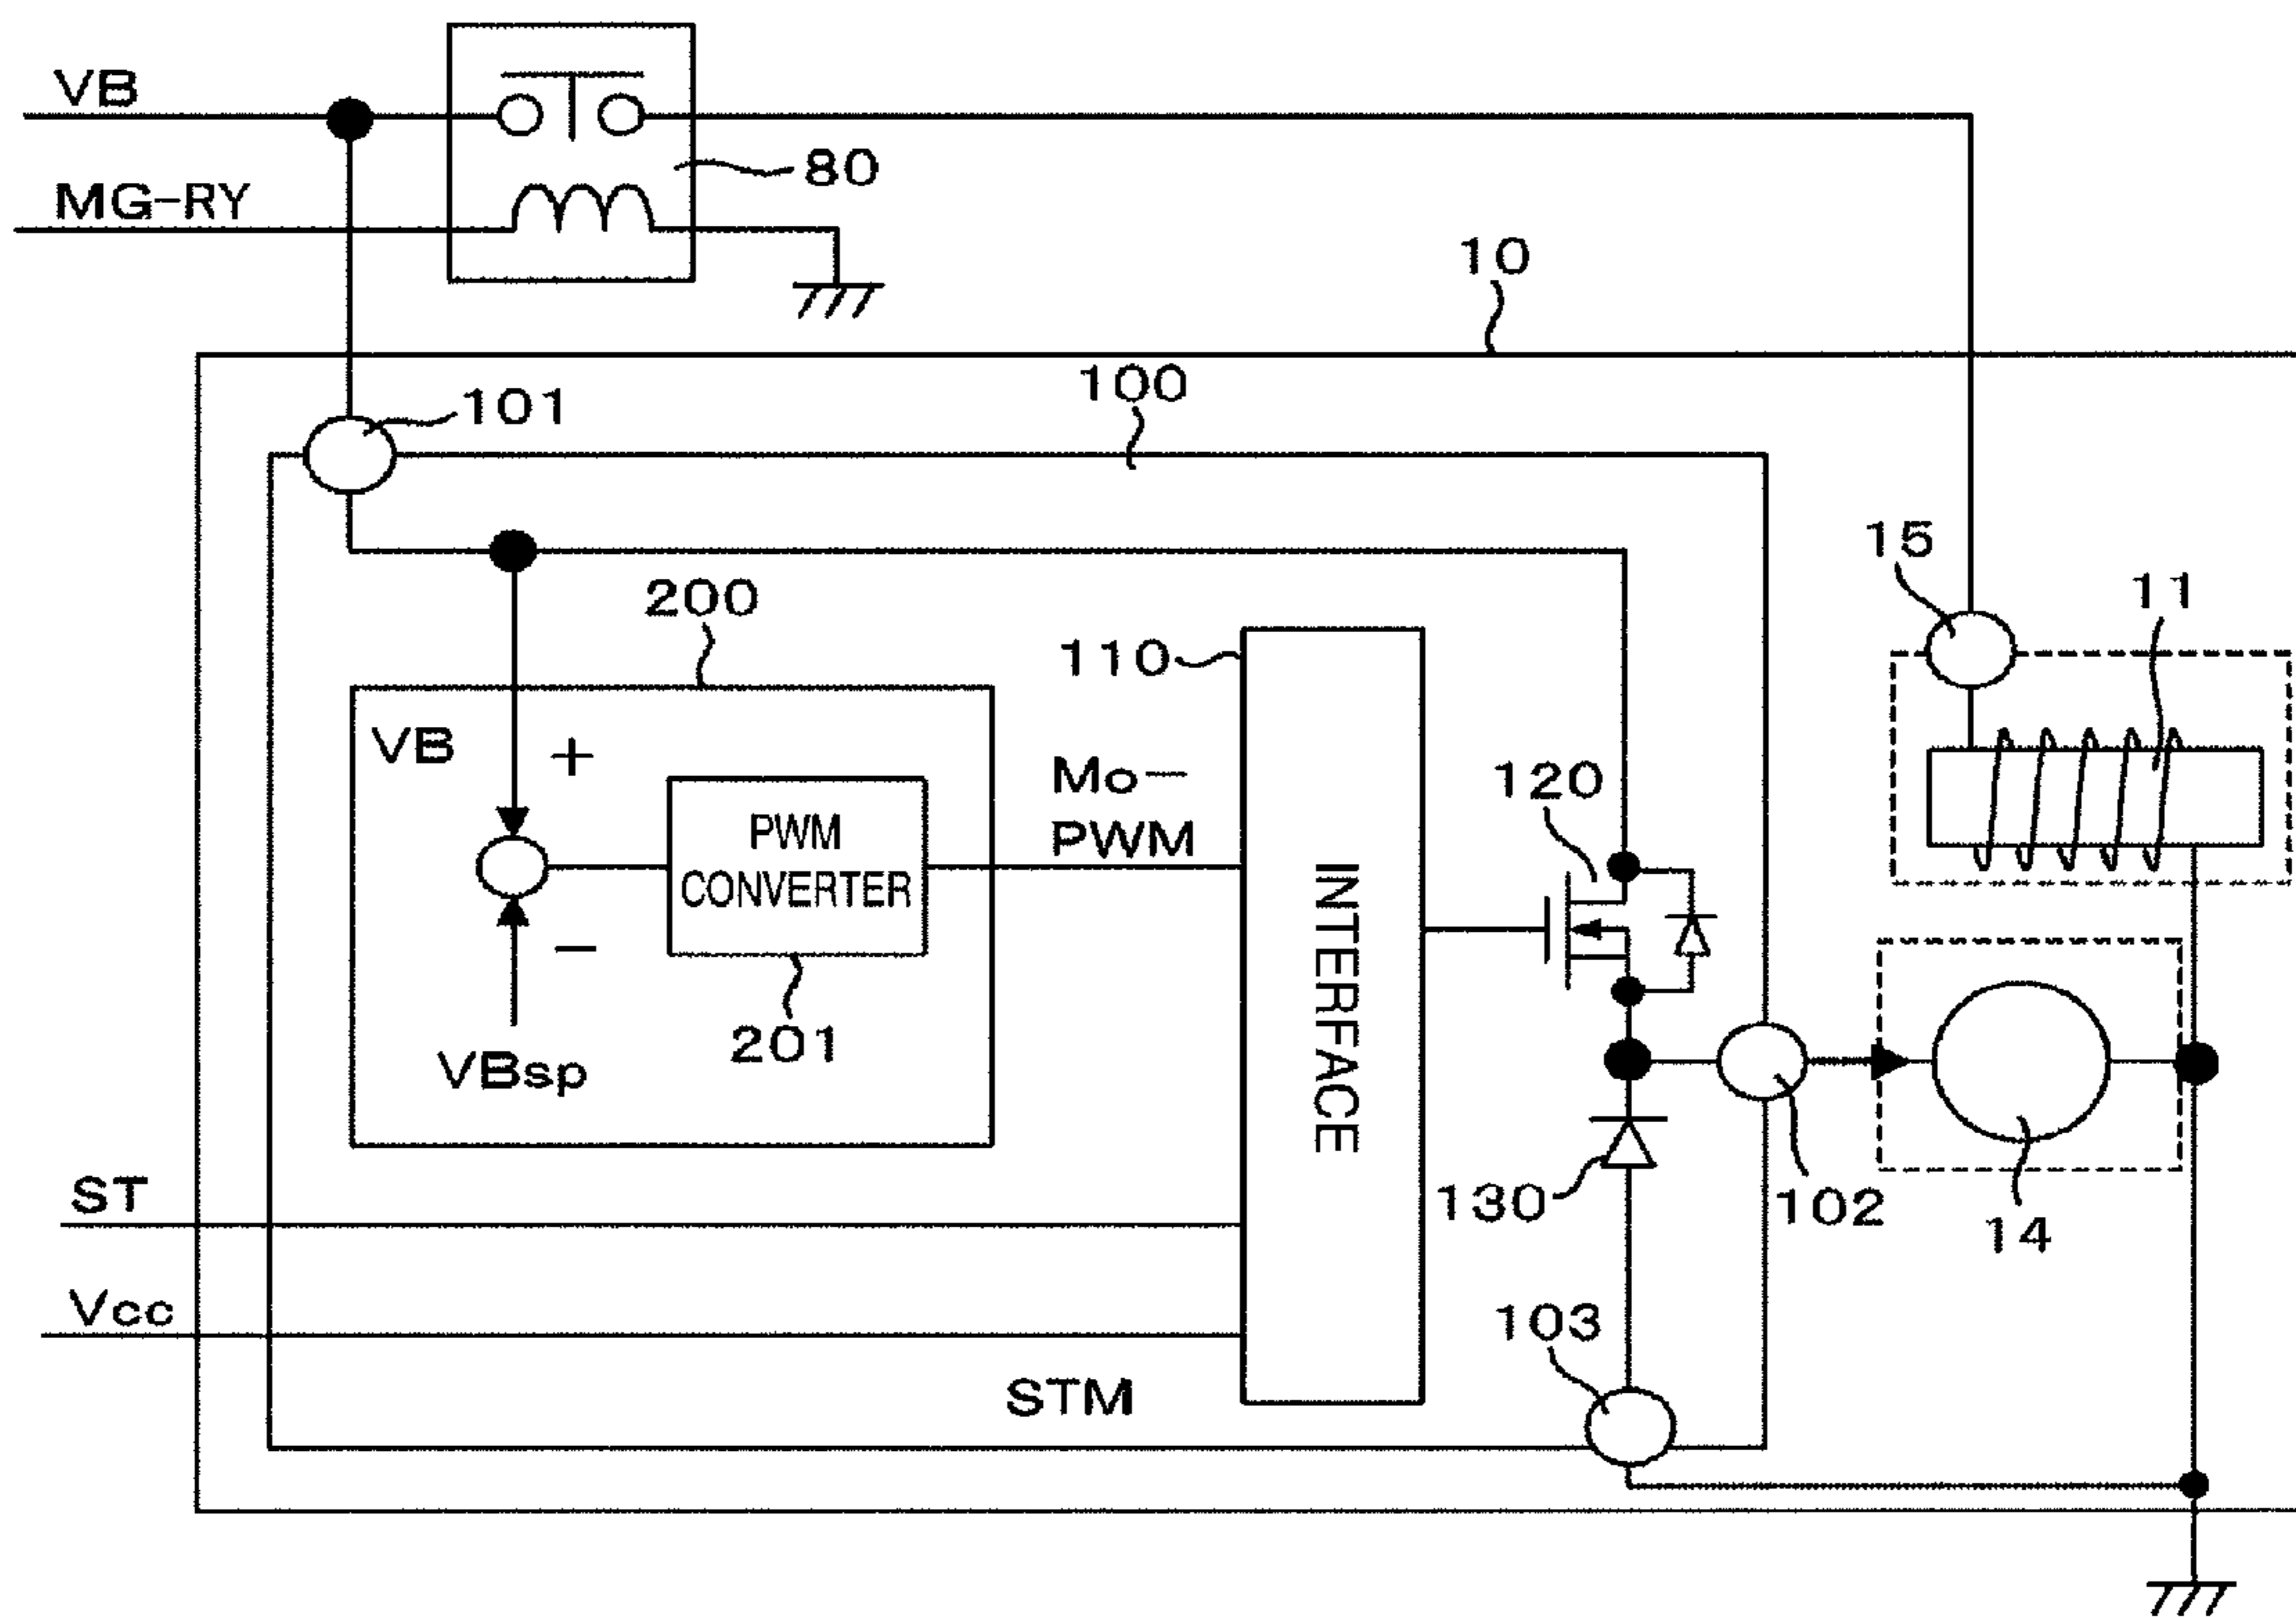 VB
80
MG-RY
10
100
101
15
11
200
110
VB
+
Mo-
PWM
120
PWM
CONVERTER
INTERFACE
−
201
VBsp
ST
130
102
14
Vcc
103
STM